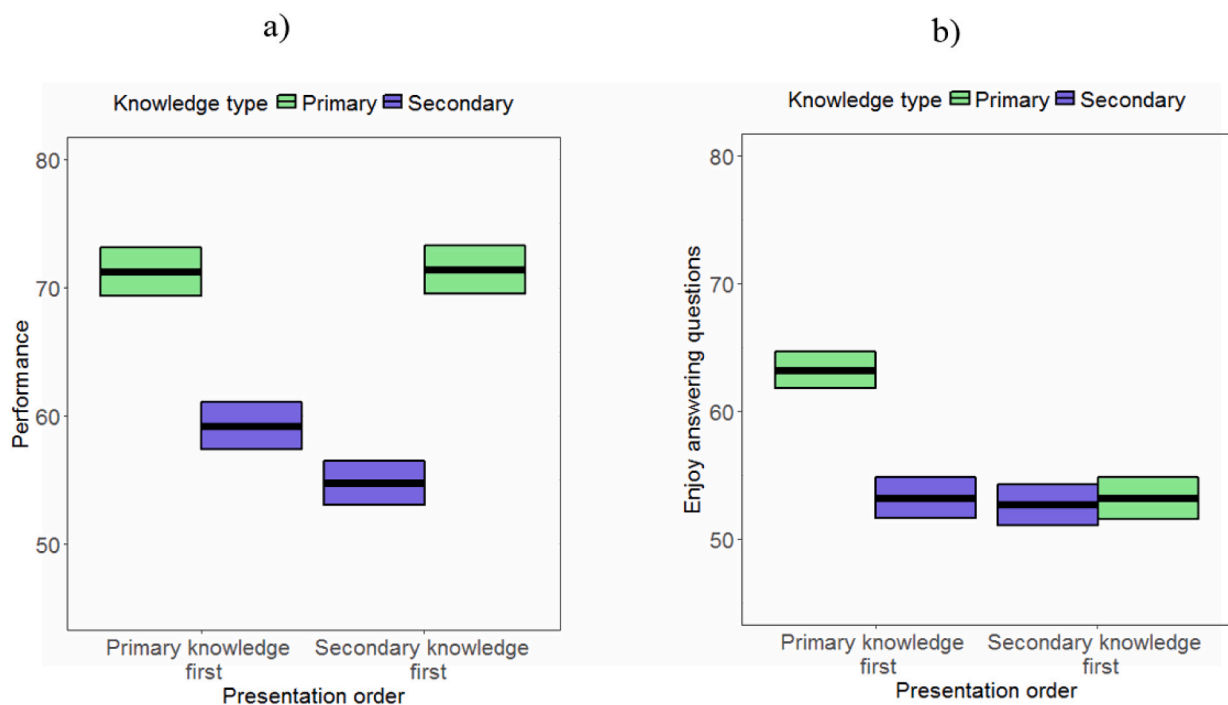 a)
Knowledge type Primary Secondary
80
70
60
50
Performance
Primary knowledge first
Secondary knowledge first
Presentation order
b)
Knowledge type Primary Secondary
80
70
60
50
Enjoy answering questions
Primary knowledge
first
Secondary knowledge
first
Presentation order